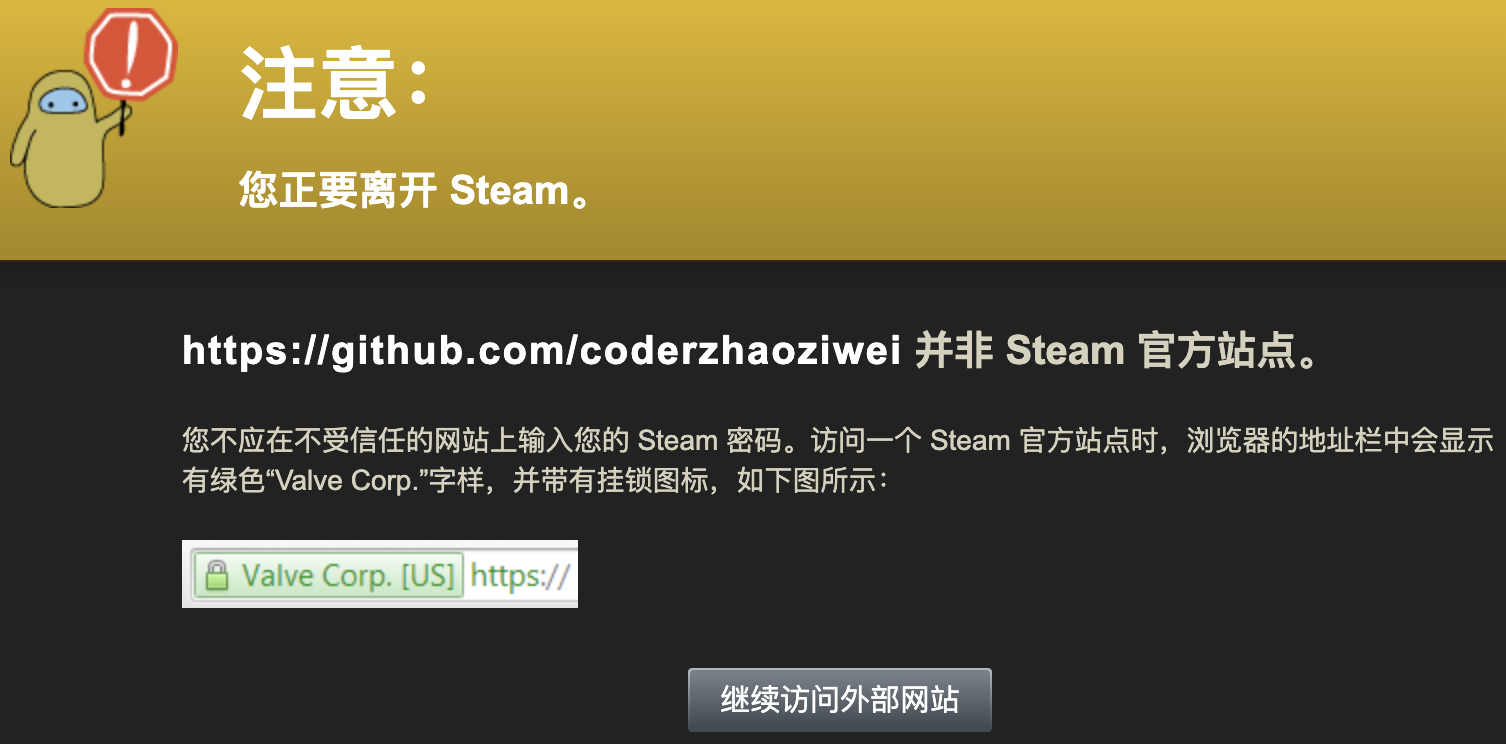 注意：
您正要离开 Steam。
https://github.com/coderzhaoziwei 并非 Steam 官方站点。
您不应在不受信任的网站上输入您的 Steam 密码。访问一个 Steam 官方站点时，浏览器的地址栏中会显示
有绿色“Valve Corp.”字样，并带有挂锁图标，如下图所示：
Valve Corp. [US] https://
继续访问外部网站